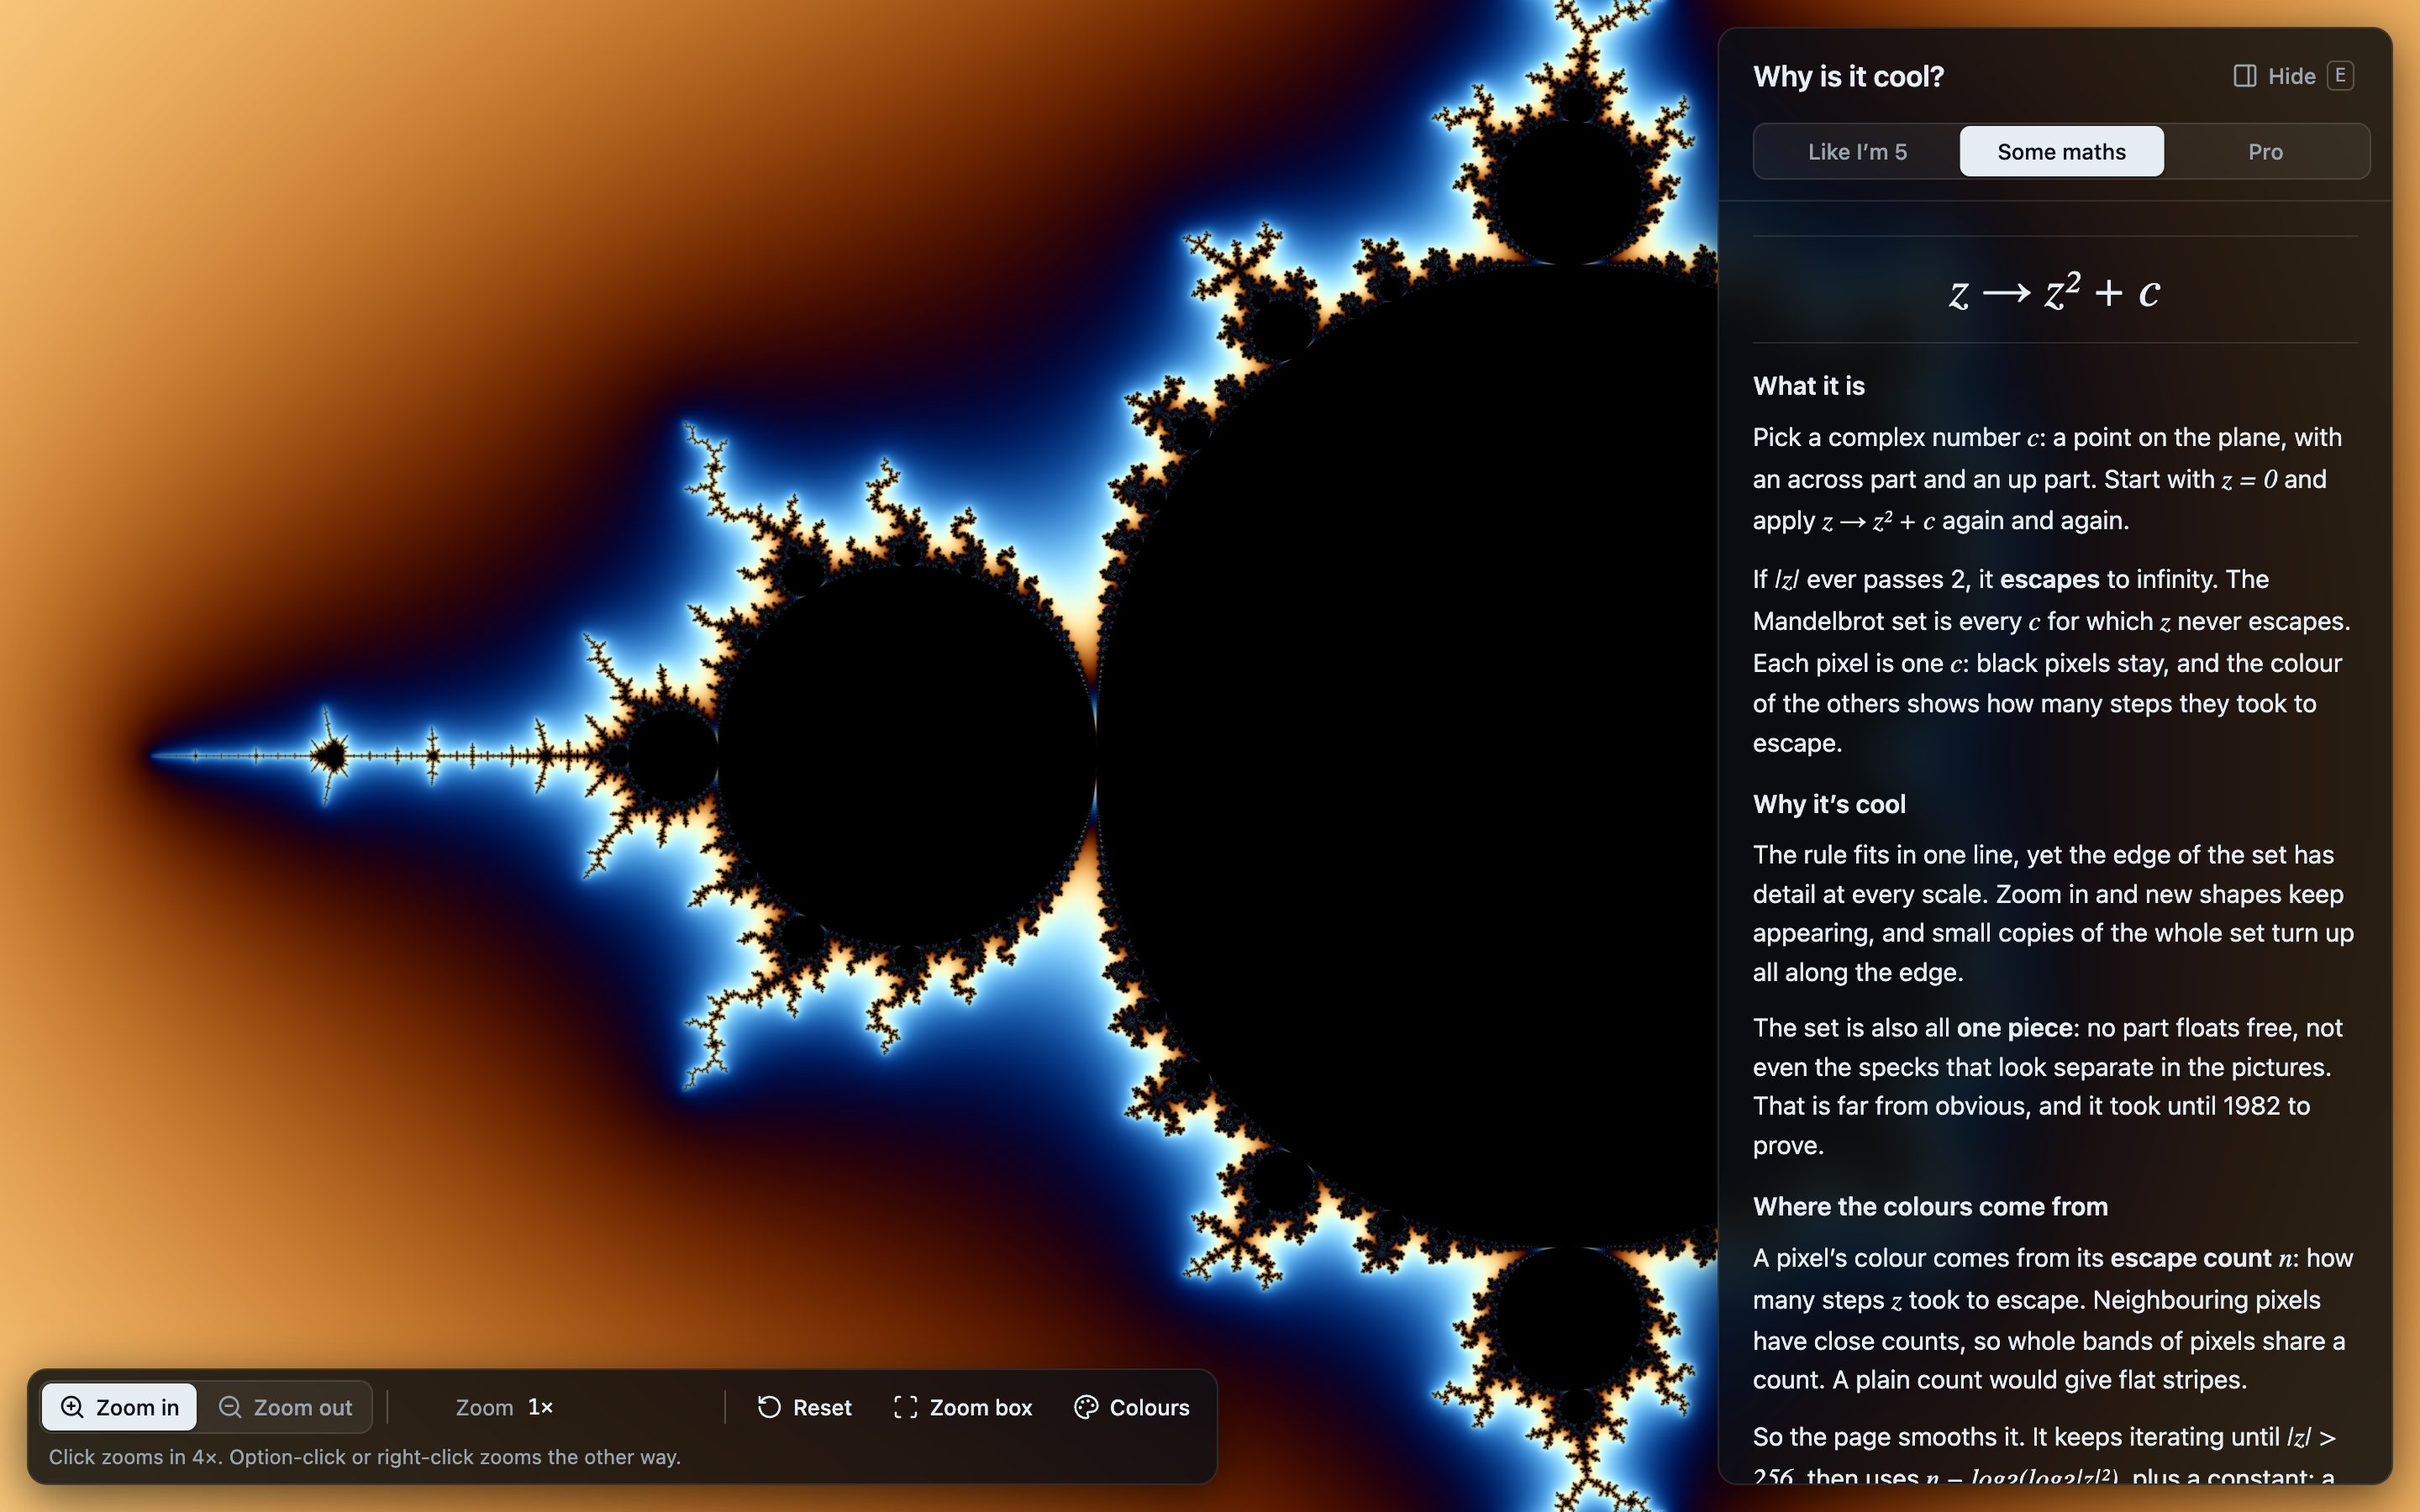 Why is it cool?
Hide E
Like I’m 5 Some maths Pro
z → z² + c
What it is
Pick a complex number c: a point on the plane, with
an across part and an up part. Start with z = 0 and
apply z → z² + c again and again.
If |z| ever passes 2, it escapes to infinity. The
Mandelbrot set is every c for which z never escapes.
Each pixel is one c: black pixels stay, and the colour
of the others shows how many steps they took to
escape.
Why it’s cool
The rule fits in one line, yet the edge of the set has
detail at every scale. Zoom in and new shapes keep
appearing, and small copies of the whole set turn up
all along the edge.
The set is also all one piece: no part floats free, not
even the specks that look separate in the pictures.
That is far from obvious, and it took until 1982 to
prove.
Where the colours come from
A pixel’s colour comes from its escape count n: how
many steps z took to escape. Neighbouring pixels
have close counts, so whole bands of pixels share a
count. A plain count would give flat stripes.
So the page smooths it. It keeps iterating until |z| >
256, then uses n − log₂(log₂|z|²), plus a constant: a
Zoom in Zoom out Zoom 1× Reset Zoom box Colours
Click zooms in 4×. Option-click or right-click zooms the other way.